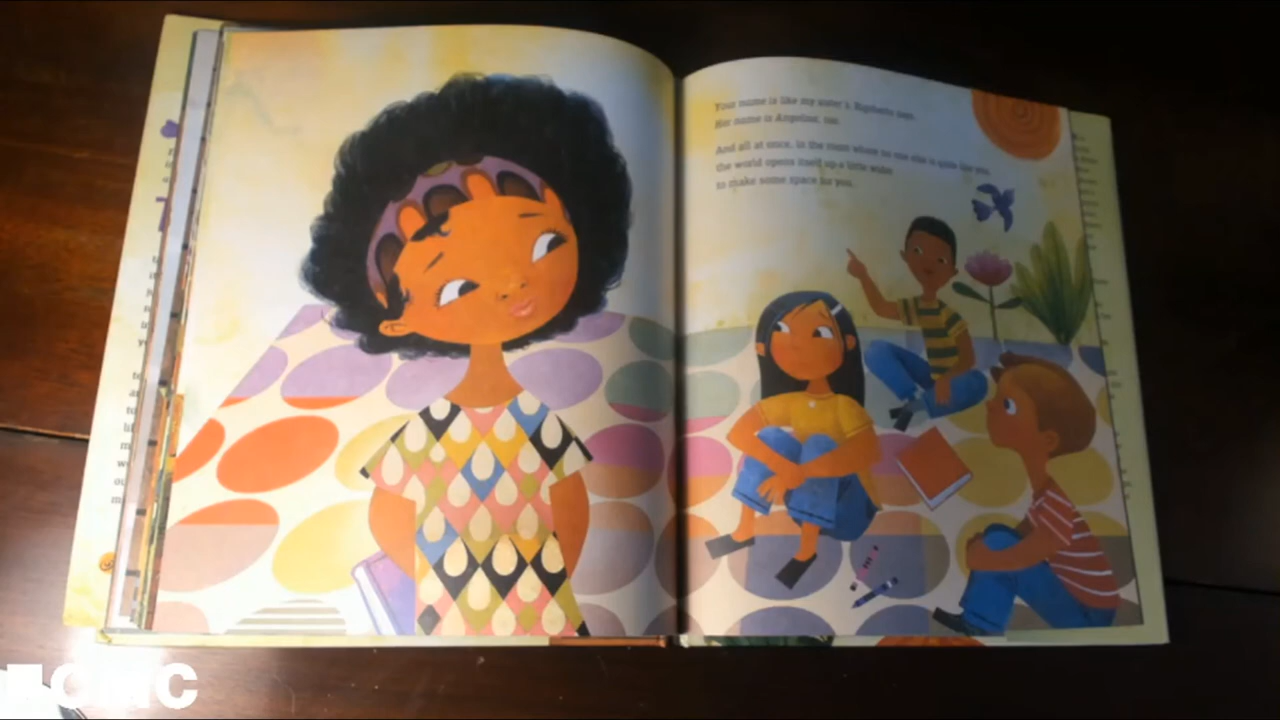 Your name is like my sister's, Rigoberto says.
Her name is Angelina, too.
And all at once, in the room where no one else is quite like you,
the world opens itself up a little wider
to make some space for you.
CMC